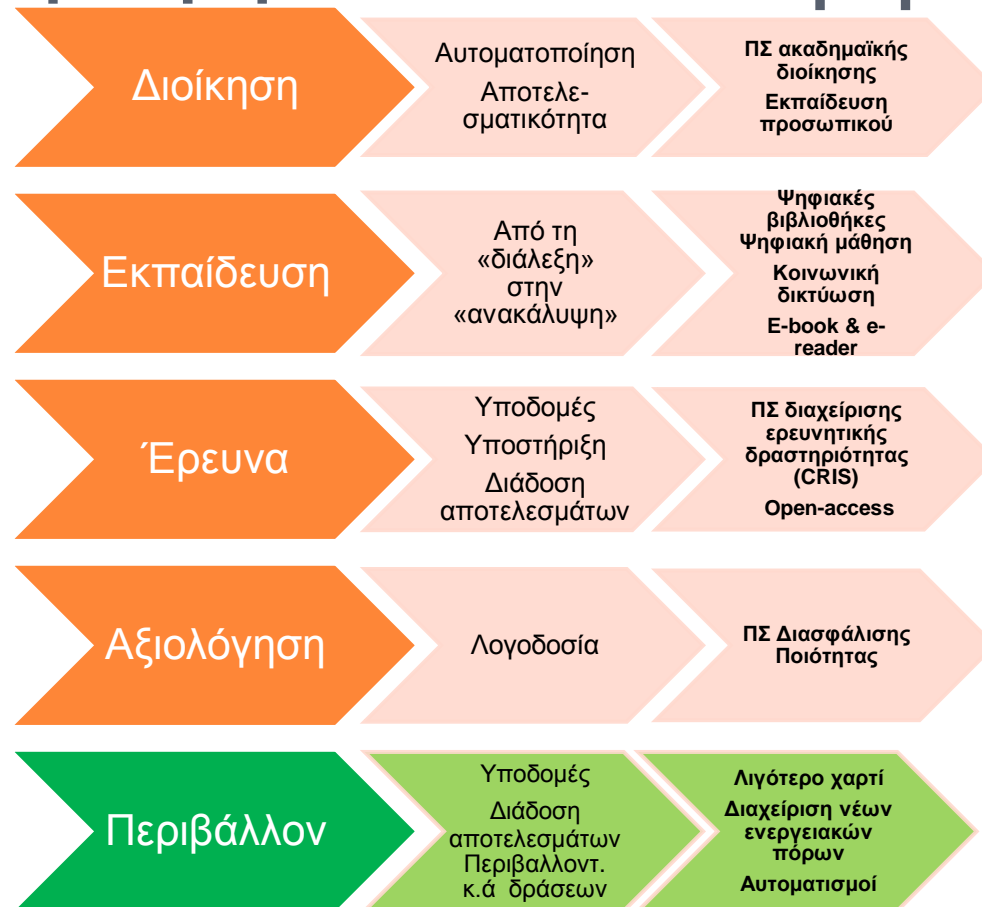 Διοίκηση
Αυτοματοποίηση
Αποτελε-
σματικότητα
ΠΣ ακαδημαϊκής
διοίκησης
Εκπαίδευση
προσωπικού
Εκπαίδευση
Από τη
«διάλεξη»
στην
«ανακάλυψη»
Ψηφιακές
βιβλιοθήκες
Ψηφιακή μάθηση
Κοινωνική
δικτύωση
E-book & e-
reader
Έρευνα
Υποδομές
Υποστήριξη
Διάδοση
αποτελεσμάτων
ΠΣ διαχείρισης
ερευνητικής
δραστηριότητας
(CRIS)
Open-access
Αξιολόγηση
Λογοδοσία
ΠΣ Διασφάλισης
Ποιότητας
Περιβάλλον
Υποδομές
Διάδοση
αποτελεσμάτων
Περιβαλλοντ.
κ.ά δράσεων
Λιγότερο χαρτί
Διαχείριση νέων
ενεργειακών
πόρων
Αυτοματισμοί